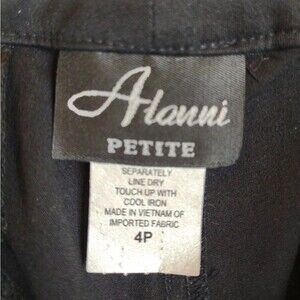 Alanni
PETITE
SEPARATELY
LINE DRY
TOUCH UP WITH
COOL IRON
MADE IN VIETNAM OF
IMPORTED FABRIC
4P